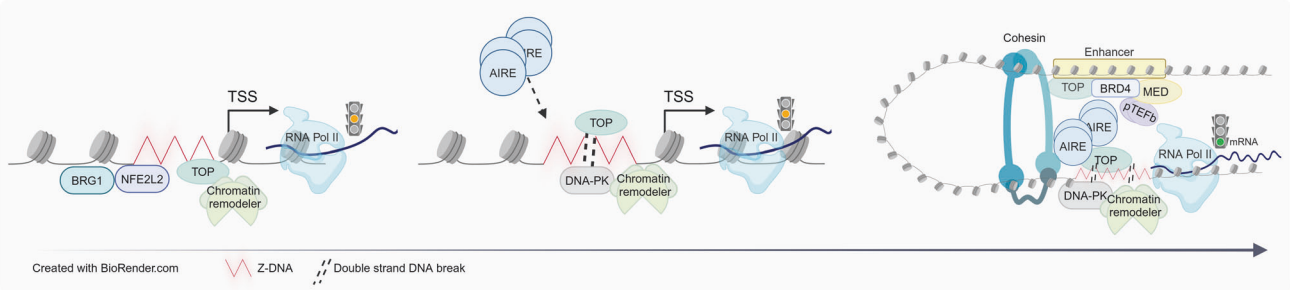 TSS
RNA Pol II
BRG1
NFE2L2
TOP
Chromatin
remodeler
AIRE
AIRE
TSS
TOP
RNA Pol II
DNA-PK
Chromatin
remodeler
Cohesin
Enhancer
TOP
BRD4
MED
pTEFb
AIRE
AIRE
TOP
RNA Pol II
mRNA
DNA-PK
Chromatin
remodeler
Created with BioRender.com
Z-DNA
Double strand DNA break